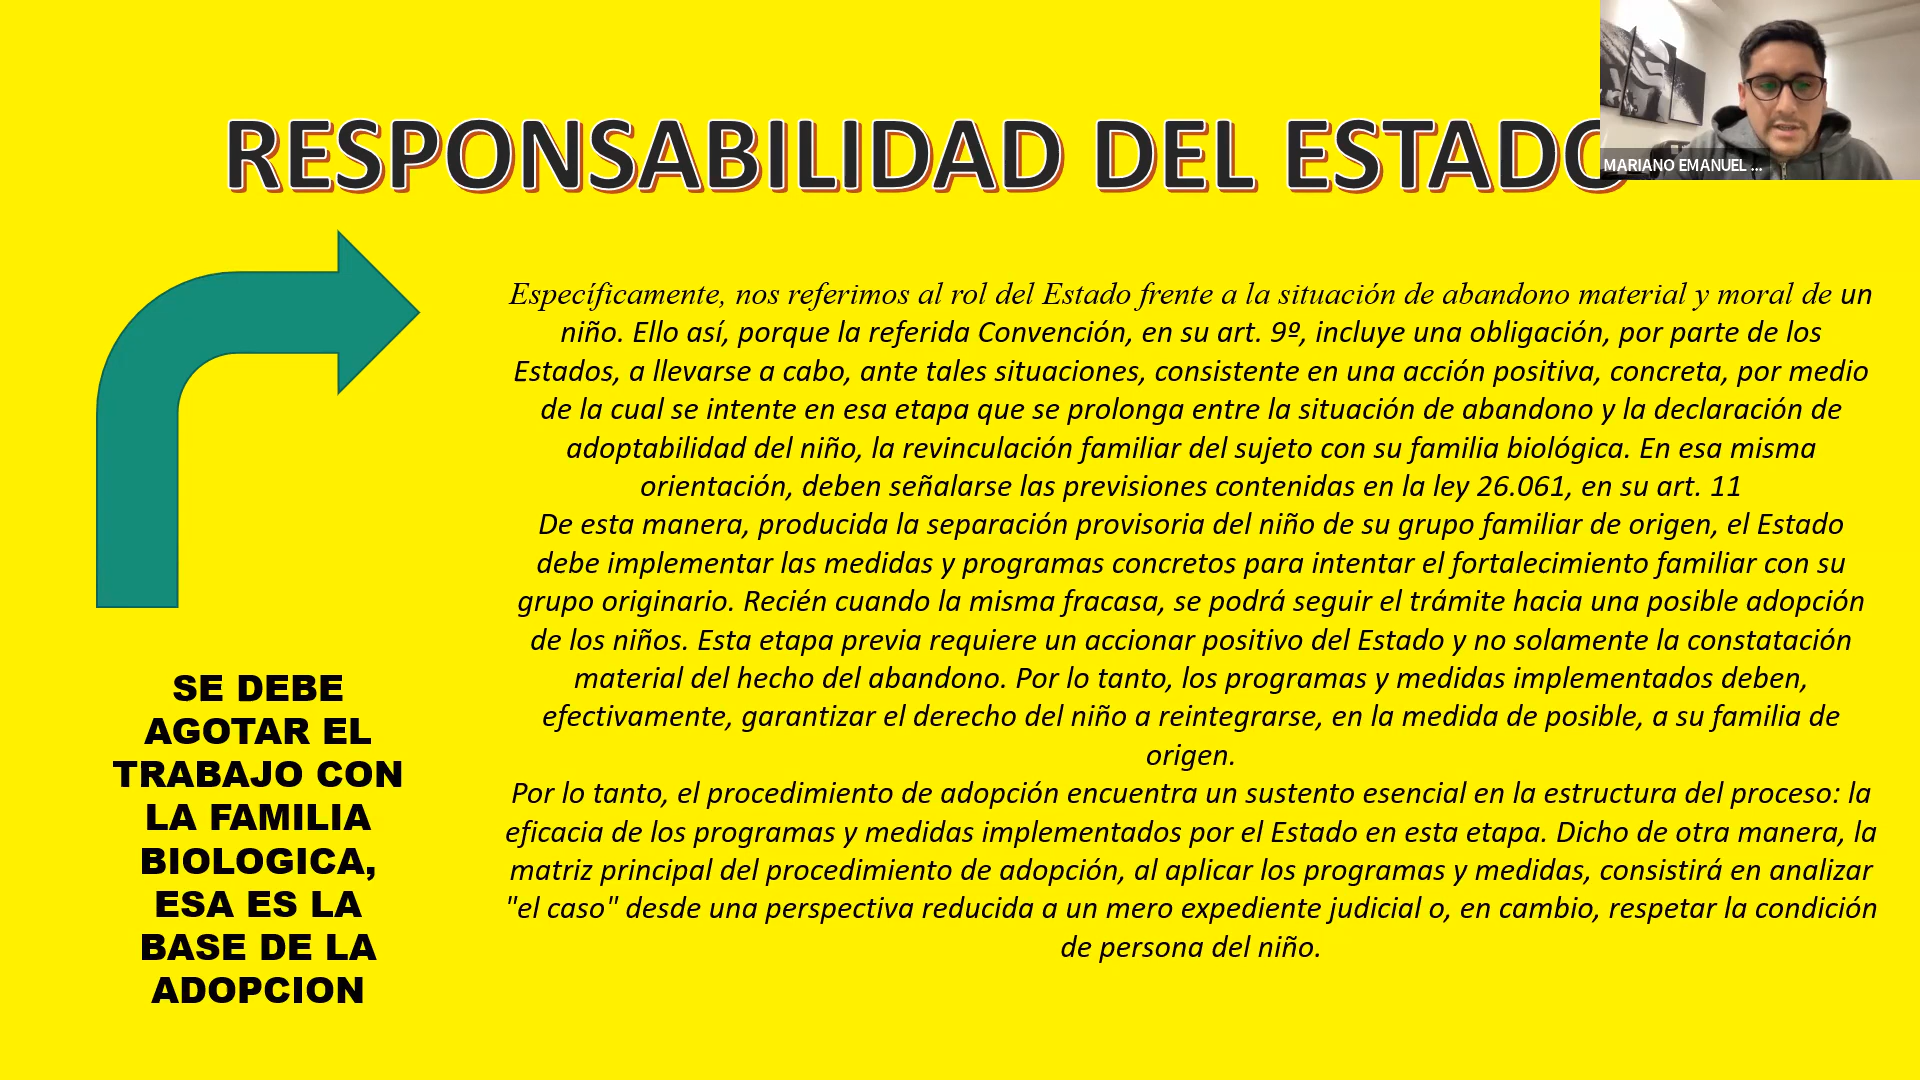 RESPONSABILIDAD DEL ESTADO
MARIANO EMANUEL ...
Específicamente, nos referimos al rol del Estado frente a la situación de abandono material y moral de un
niño. Ello así, porque la referida Convención, en su art. 9º, incluye una obligación, por parte de los
Estados, a llevarse a cabo, ante tales situaciones, consistente en una acción positiva, concreta, por medio
de la cual se intente en esa etapa que se prolonga entre la situación de abandono y la declaración de
adoptabilidad del niño, la revinculación familiar del sujeto con su familia biológica. En esa misma
orientación, deben señalarse las previsiones contenidas en la ley 26.061, en su art. 11
De esta manera, producida la separación provisoria del niño de su grupo familiar de origen, el Estado
debe implementar las medidas y programas concretos para intentar el fortalecimiento familiar con su
grupo originario. Recién cuando la misma fracasa, se podrá seguir el trámite hacia una posible adopción
de los niños. Esta etapa previa requiere un accionar positivo del Estado y no solamente la constatación
material del hecho del abandono. Por lo tanto, los programas y medidas implementados deben,
efectivamente, garantizar el derecho del niño a reintegrarse, en la medida de posible, a su familia de
origen.
Por lo tanto, el procedimiento de adopción encuentra un sustento esencial en la estructura del proceso: la
eficacia de los programas y medidas implementados por el Estado en esta etapa. Dicho de otra manera, la
matriz principal del procedimiento de adopción, al aplicar los programas y medidas, consistirá en analizar
"el caso" desde una perspectiva reducida a un mero expediente judicial o, en cambio, respetar la condición
de persona del niño.
SE DEBE
AGOTAR EL
TRABAJO CON
LA FAMILIA
BIOLOGICA,
ESA ES LA
BASE DE LA
ADOPCION